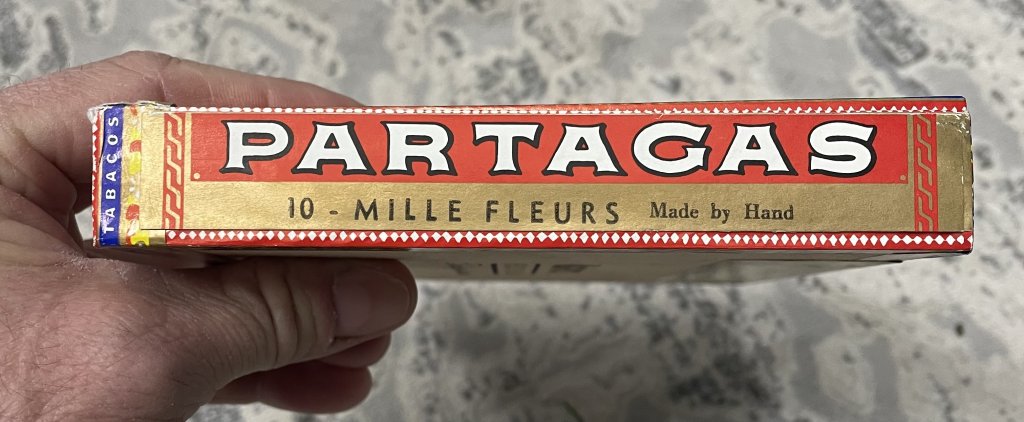 TABACOS
PARTAGAS
10 - MILLE FLEURS Made by Hand